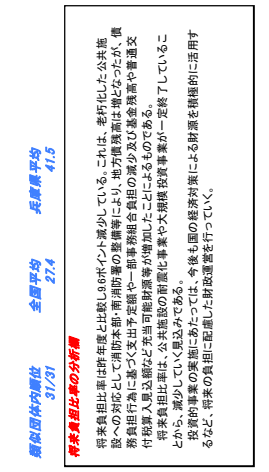 類似団体内順位 全国平均 兵庫県平均
31/31 27.4 41.5
将来負担比率の分析欄
将来負担比率は昨年度と比較し9.6ポイント減少している。これは、老朽化した公共施
設への対応として消防本部・南消防署の整備等により、地方債残高は増となったが、債
務負担行為に基づく支出予定額や一部事務組合負担の減少及び基金残高や普通交
付税算入見込額など充当可能財源等が増加したことによるものである。
将来負担比率は、公共施設の耐震化事業や大規模投資事業が一定終了しているこ
とから、減少していく見込みである。
投資的事業の実施にあたっては、今後も国の経済対策による財源を積極的に活用す
るなど、将来の負担に配慮した財政運営を行っていく。